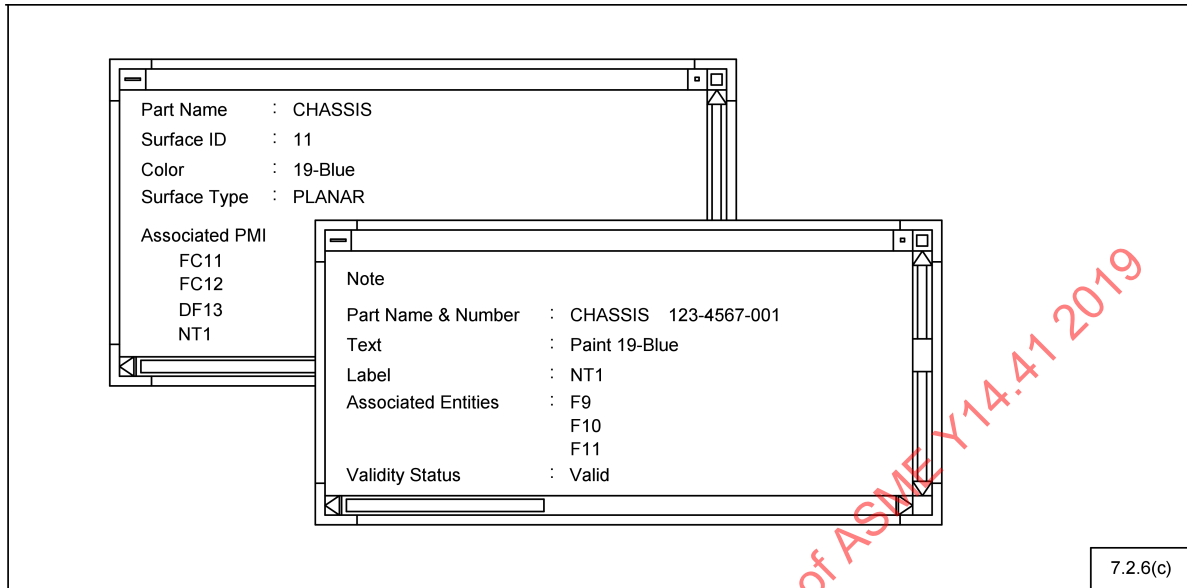 Part Name : CHASSIS
Surface ID : 11
Color : 19-Blue
Surface Type : PLANAR
Associated PMI
FC11
FC12
DF13
NT1
Note
Part Name & Number : CHASSIS 123-4567-001
Text : Paint 19-Blue
Label : NT1
Associated Entities : F9
F10
F11
Validity Status : Valid
of ASME Y14.41 2019
7.2.6(c)